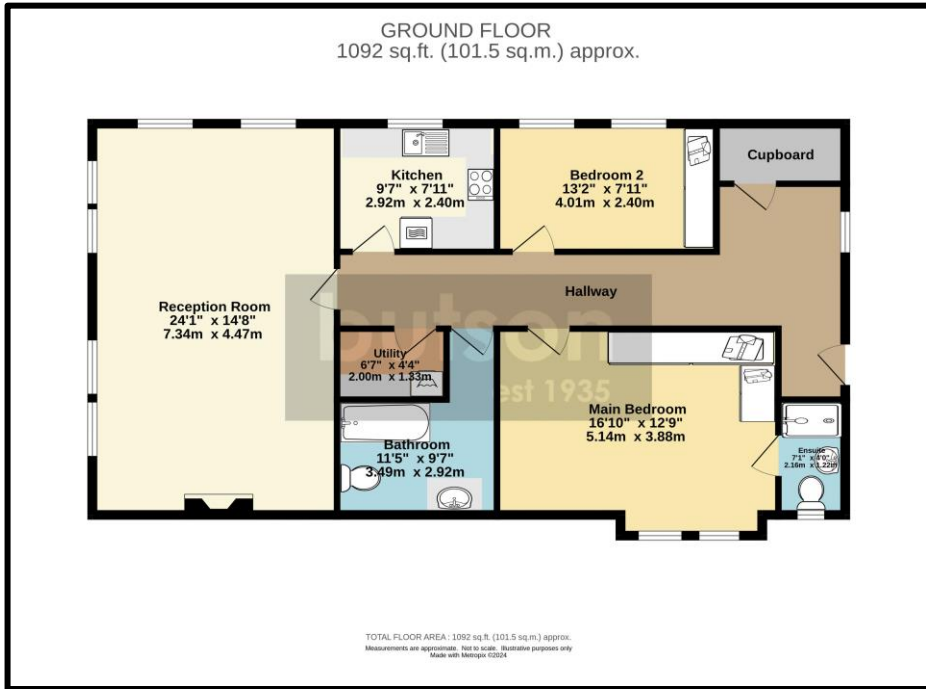 GROUND FLOOR
1092 sq.ft. (101.5 sq.m.) approx.
Cupboard
Kitchen
9'7" x 7'11"
2.92m x 2.40m
Bedroom 2
13'2" x 7'11"
4.01m x 2.40m
Hallway
Reception Room
24'1" x 14'8"
7.34m x 4.47m
butson
est 1935
Utility
6'7" x 4'4"
2.00m x 1.33m
Main Bedroom
16'10" x 12'9"
5.14m x 3.88m
Bathroom
11'5" x 9'7"
3.49m x 2.92m
Ensuite
7'1" x 4'0"
2.16m x 1.22m
TOTAL FLOOR AREA : 1092 sq.ft. (101.5 sq.m.) approx.
Measurements are approximate. Not to scale. Illustrative purposes only
Made with Metropix ©2024